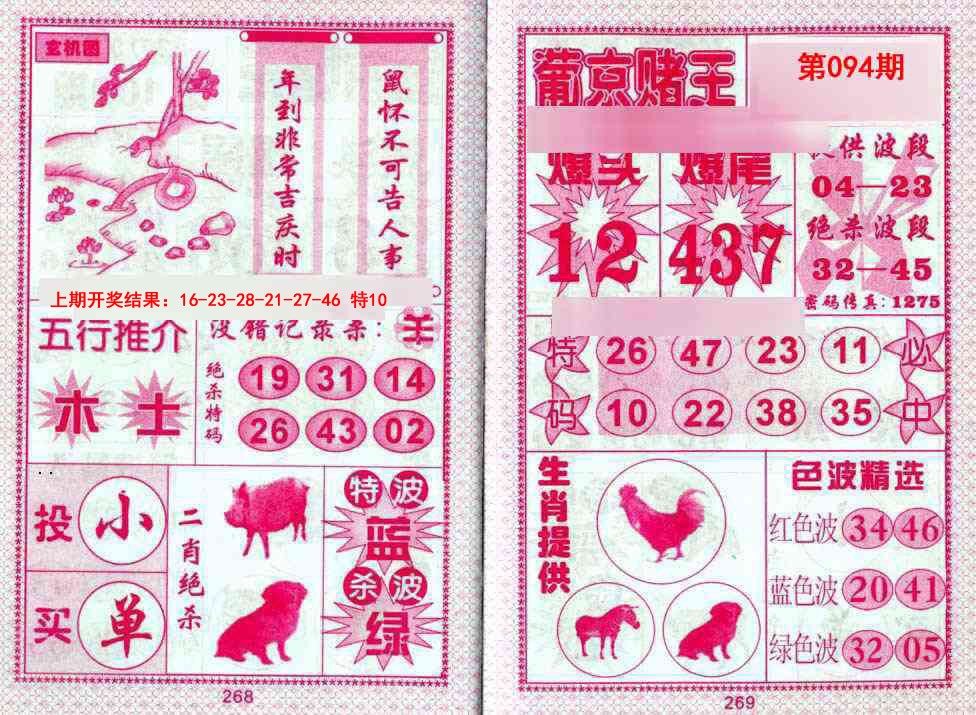 玄机图
年到非常吉庆时
鼠怀不可告人事
上期开奖结果：16-23-28-21-27-46 特10
五行推介
木 土
没错记录杀：羊
绝杀特码
19 31 14
26 43 02
投 小
买 单
二肖绝杀
特波
蓝
杀波
绿
268
葡京赌王
第094期
爆头 爆尾
12 437
提供波段
04—23
绝杀波段
32—45
密码传真：1275
特 26 47 23 11 必
码 10 22 38 35 中
生肖提供
色波精选
红色波 34 46
蓝色波 20 41
绿色波 32 05
269